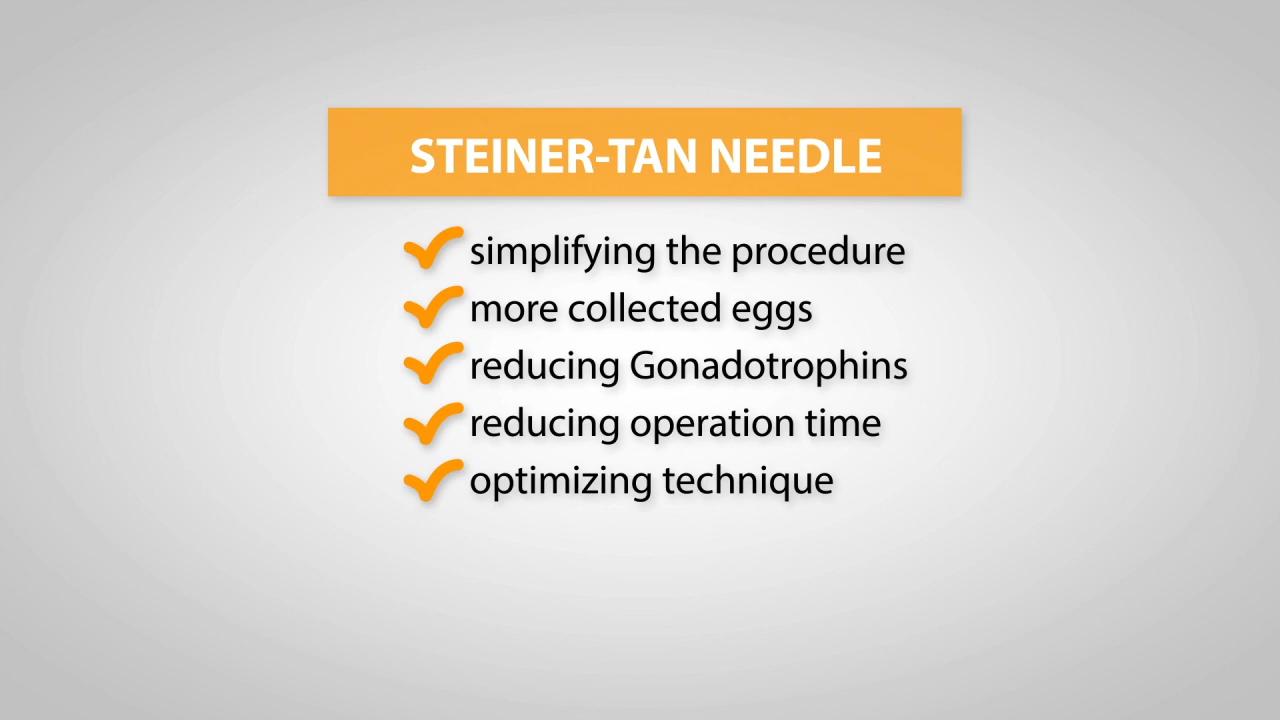 STEINER-TAN NEEDLE
simplifying the procedure
more collected eggs
reducing Gonadotrophins
reducing operation time
optimizing technique